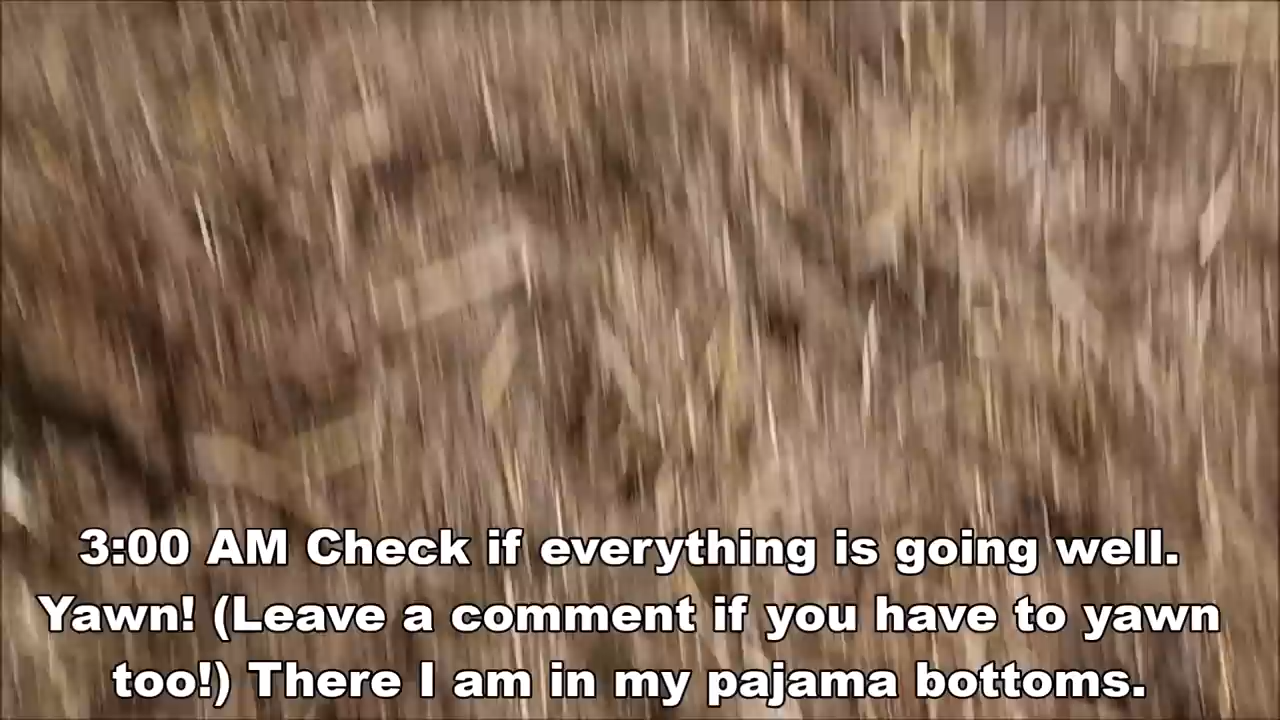 3:00 AM Check if everything is going well.
Yawn! (Leave a comment if you have to yawn
too!) There I am in my pajama bottoms.